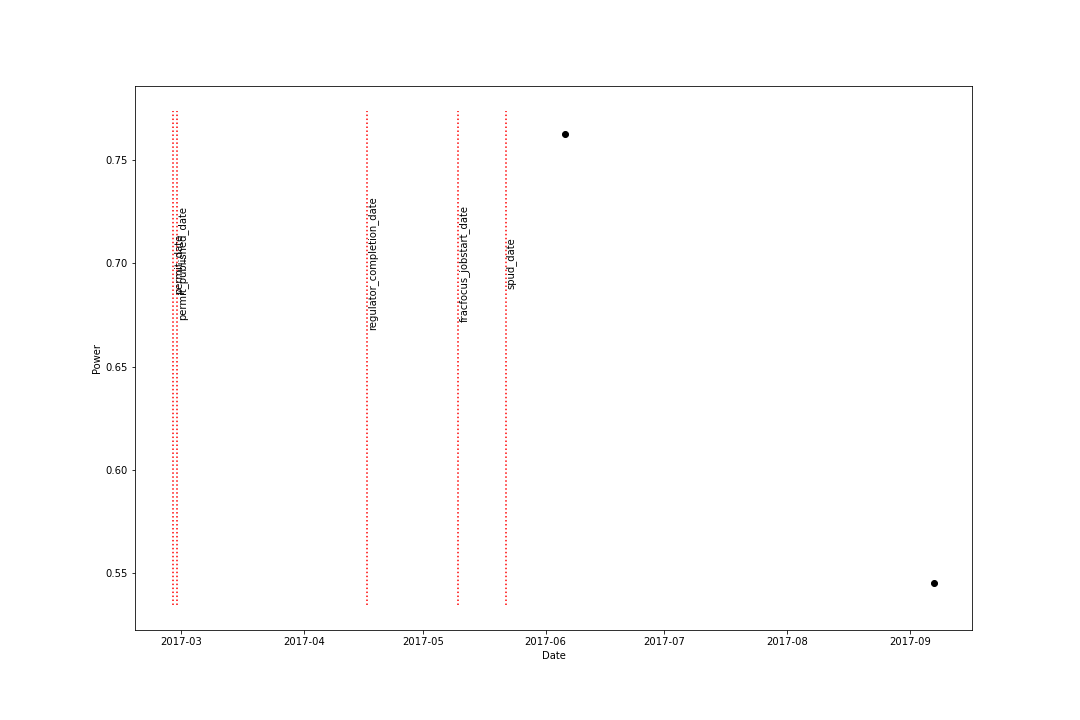 0.75
0.70
0.65
0.60
0.55
Power
permit_date
permit_published_date
regulator_completion_date
fracfocus_jobstart_date
spud_date
2017-03
2017-04
2017-05
2017-06
2017-07
2017-08
2017-09
Date